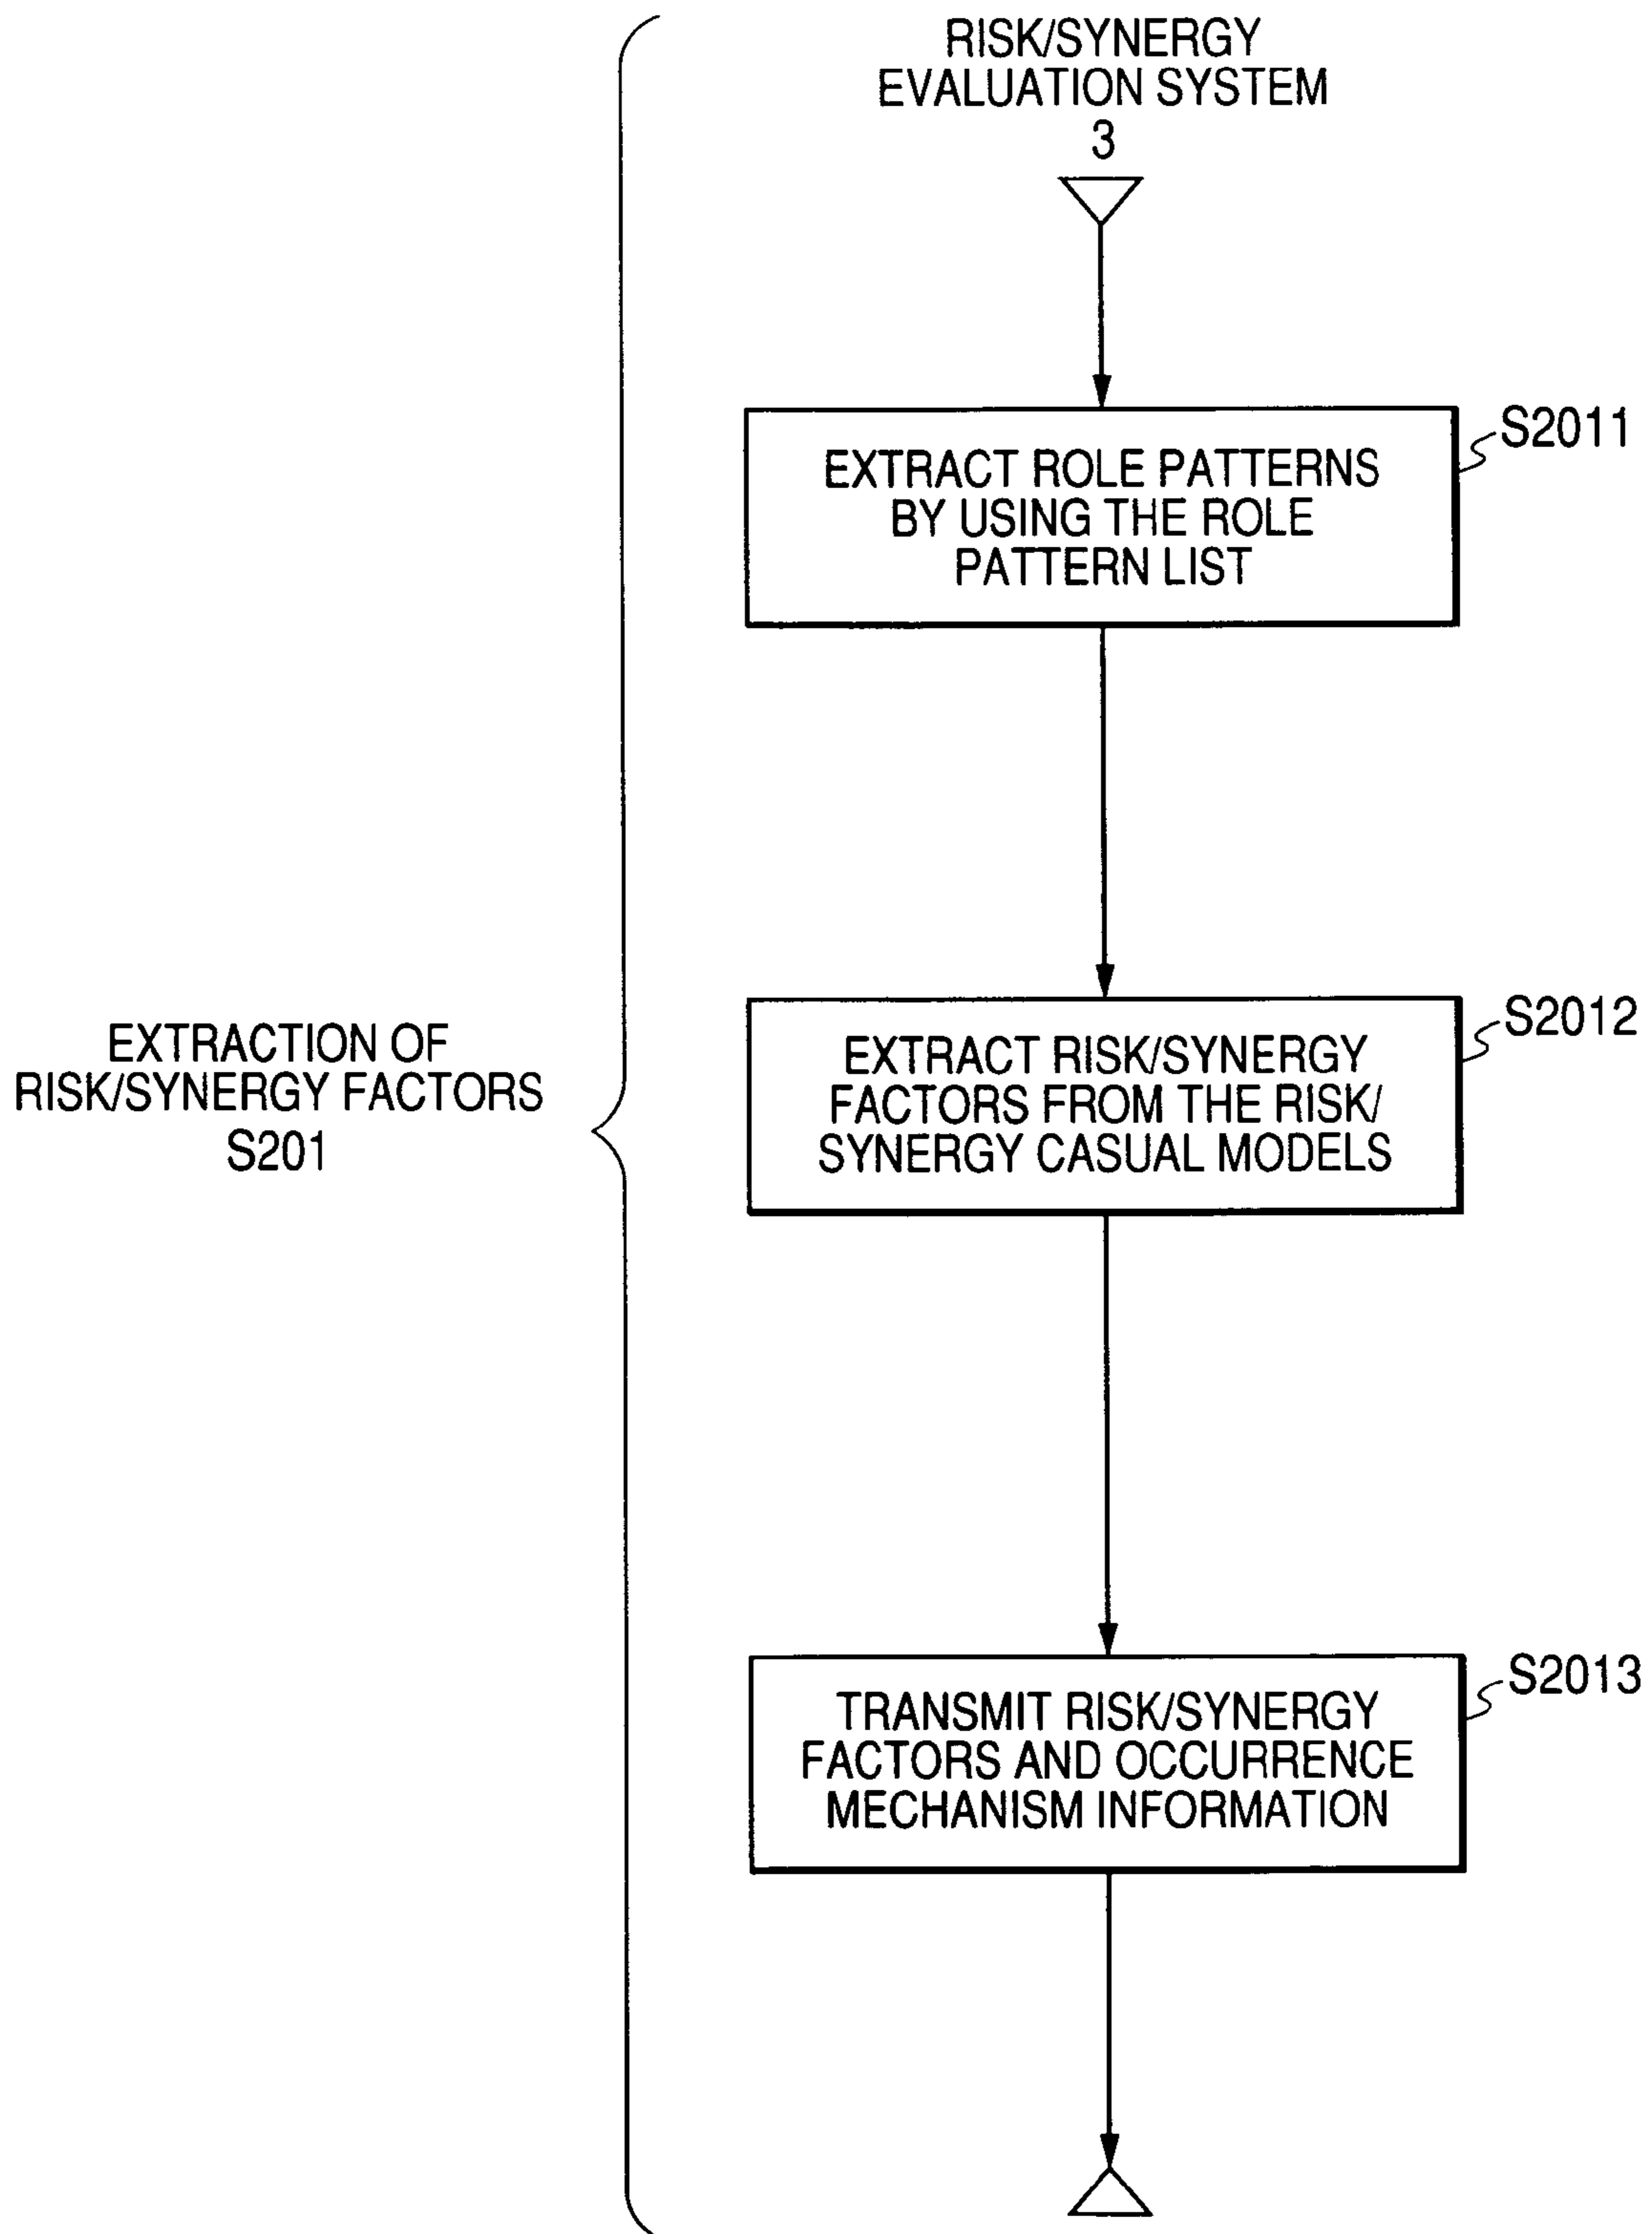 RISK/SYNERGY
EVALUATION SYSTEM
3
S2011
EXTRACT ROLE PATTERNS
BY USING THE ROLE
PATTERN LIST
S2012
EXTRACT RISK/SYNERGY
FACTORS FROM THE RISK/
SYNERGY CASUAL MODELS
EXTRACTION OF
RISK/SYNERGY FACTORS
S201
S2013
TRANSMIT RISK/SYNERGY
FACTORS AND OCCURRENCE
MECHANISM INFORMATION